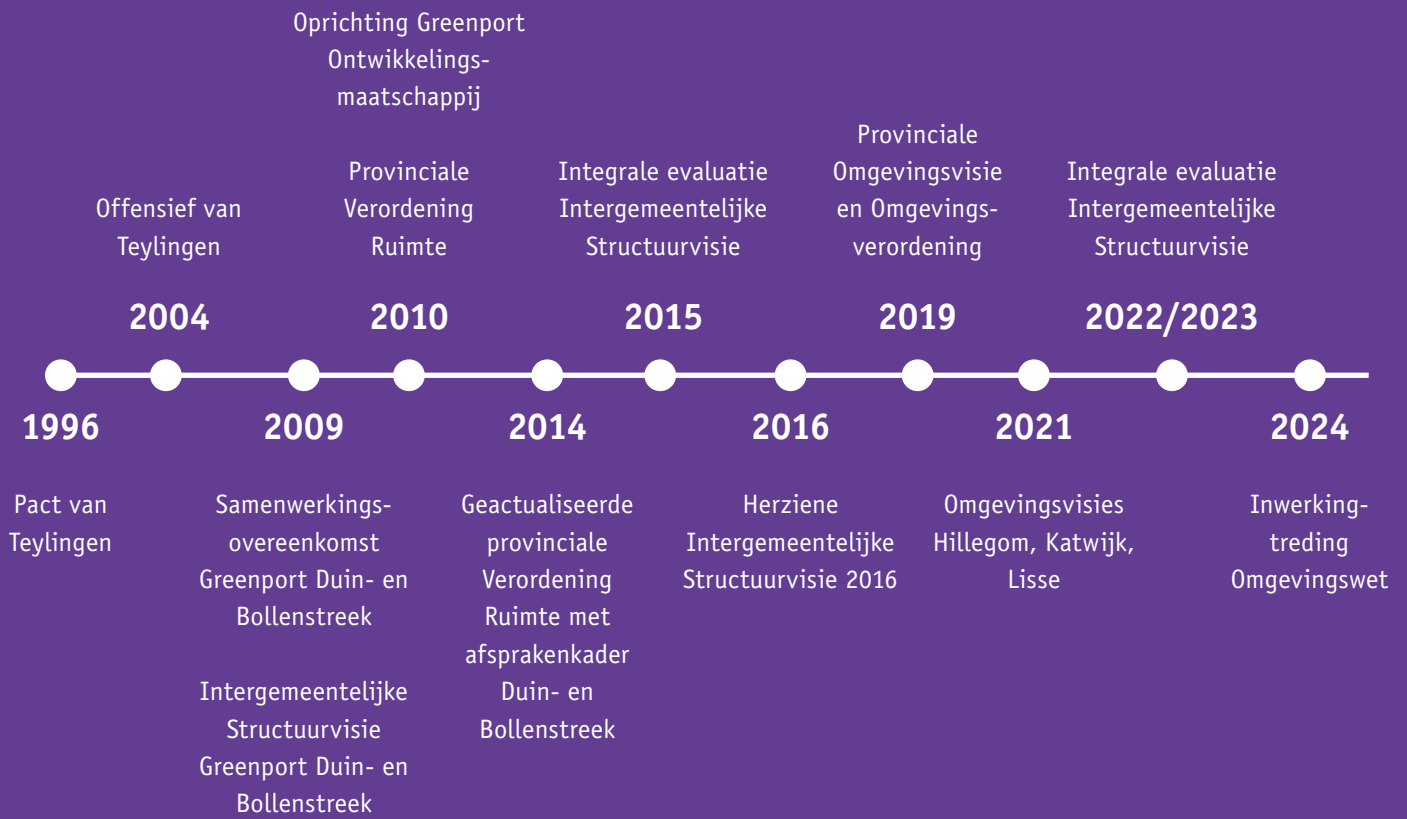 Oprichting Greenport
Ontwikkelings-
maatschappij
Offensief van
Teylingen
2004
Provinciale
Verordening
Ruimte
2010
Integrale evaluatie
Intergemeentelijke
Structuurvisie
2015
Provinciale
Omgevingsvisie
en Omgevings-
verordening
2019
Integrale evaluatie
Intergemeentelijke
Structuurvisie
2022/2023
1996
Pact van
Teylingen
2009
Samenwerkings-
overeenkomst
Greenport Duin- en
Bollenstreek
Intergemeentelijke
Structuurvisie
Greenport Duin- en
Bollenstreek
2014
Geactualiseerde
provinciale
Verordening
Ruimte met
afsprakenkader
Duin- en
Bollenstreek
2016
Herziene
Intergemeentelijke
Structuurvisie 2016
2021
Omgevingsvisies
Hillegom, Katwijk,
Lisse
2024
Inwerking-
treding
Omgevingswet